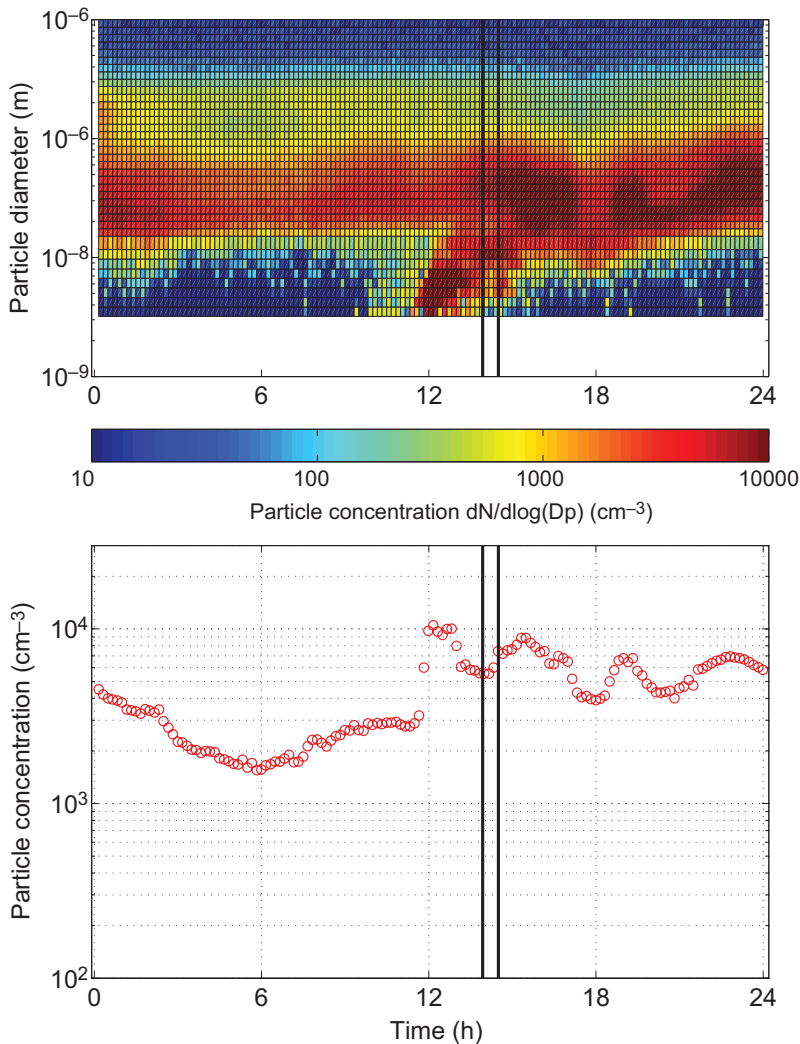 10⁻⁶
10⁻⁶
10⁻⁸
10⁻⁹
Particle diameter (m)
0 6 12 18 24
10 100 1000 10000
Particle concentration dN/dlog(Dp) (cm⁻³)
10⁴
10³
10²
Particle concentration (cm⁻³)
0 6 12 18 24
Time (h)